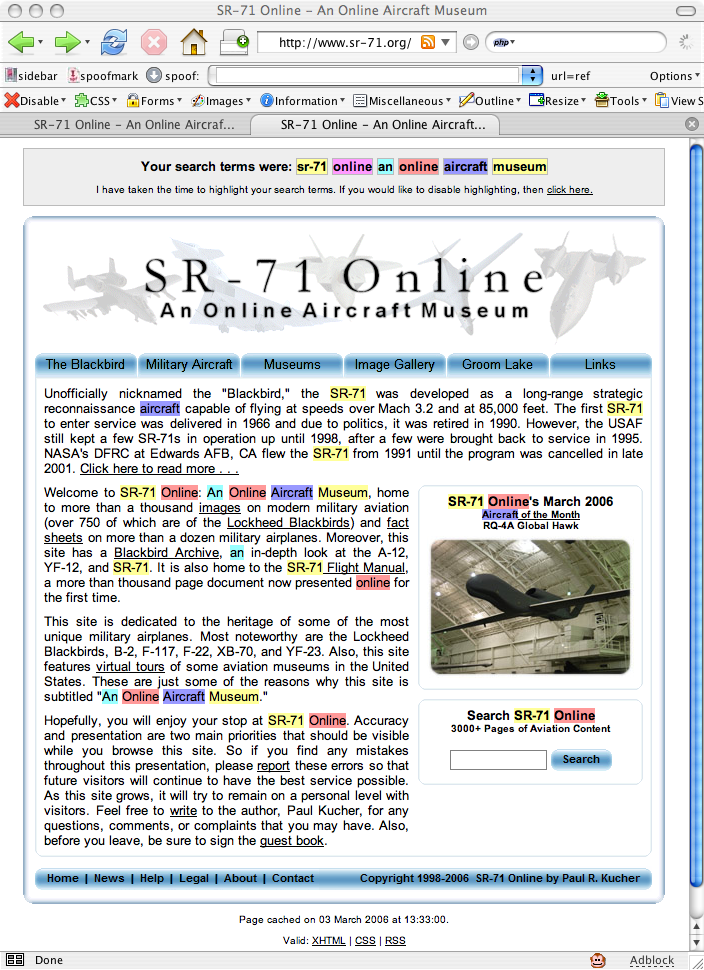 SR-71 Online – An Online Aircraft Museum
http://www.sr-71.org/
php
sidebar spoofmark spoof: url=ref Options
Disable CSS Forms Images Information Miscellaneous Outline Resize Tools View S
SR-71 Online – An Online Aircraf... SR-71 Online – An Online Aircraft...
Your search terms were: sr-71 online an online aircraft museum
I have taken the time to highlight your search terms. If you would like to disable highlighting, then click here.
SR-71 Online
An Online Aircraft Museum
The Blackbird Military Aircraft Museums Image Gallery Groom Lake Links
Unofficially nicknamed the "Blackbird," the SR-71 was developed as a long-range strategic
reconnaissance aircraft capable of flying at speeds over Mach 3.2 and at 85,000 feet. The first SR-71
to enter service was delivered in 1966 and due to politics, it was retired in 1990. However, the USAF
still kept a few SR-71s in operation up until 1998, after a few were brought back to service in 1995.
NASA's DFRC at Edwards AFB, CA flew the SR-71 from 1991 until the program was cancelled in late
2001. Click here to read more . . .
Welcome to SR-71 Online: An Online Aircraft Museum, home
to more than a thousand images on modern military aviation
(over 750 of which are of the Lockheed Blackbirds) and fact
sheets on more than a dozen military airplanes. Moreover, this
site has a Blackbird Archive, an in-depth look at the A-12,
YF-12, and SR-71. It is also home to the SR-71 Flight Manual,
a more than thousand page document now presented online for
the first time.
This site is dedicated to the heritage of some of the most
unique military airplanes. Most noteworthy are the Lockheed
Blackbirds, B-2, F-117, F-22, XB-70, and YF-23. Also, this site
features virtual tours of some aviation museums in the United
States. These are just some of the reasons why this site is
subtitled "An Online Aircraft Museum."
Hopefully, you will enjoy your stop at SR-71 Online. Accuracy
and presentation are two main priorities that should be visible
while you browse this site. So if you find any mistakes
throughout this presentation, please report these errors so that
future visitors will continue to have the best service possible.
As this site grows, it will try to remain on a personal level with
visitors. Feel free to write to the author, Paul Kucher, for any
questions, comments, or complaints that you may have. Also,
before you leave, be sure to sign the guest book.
SR-71 Online's March 2006
Aircraft of the Month
RQ-4A Global Hawk
Search SR-71 Online
3000+ Pages of Aviation Content
Search
Home | News | Help | Legal | About | Contact Copyright 1998-2006 SR-71 Online by Paul R. Kucher
Page cached on 03 March 2006 at 13:33:00.
Valid: XHTML | CSS | RSS
Done Adblock